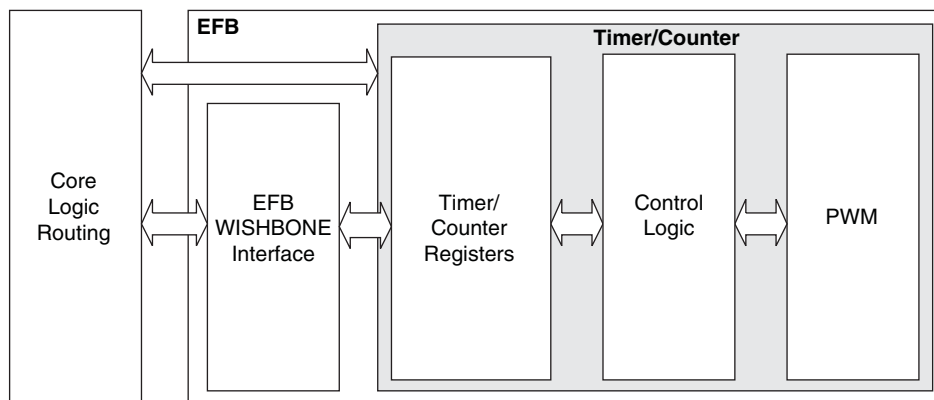 EFB
Timer/Counter
Core
Logic
Routing
EFB
WISHBONE
Interface
Timer/
Counter
Registers
Control
Logic
PWM